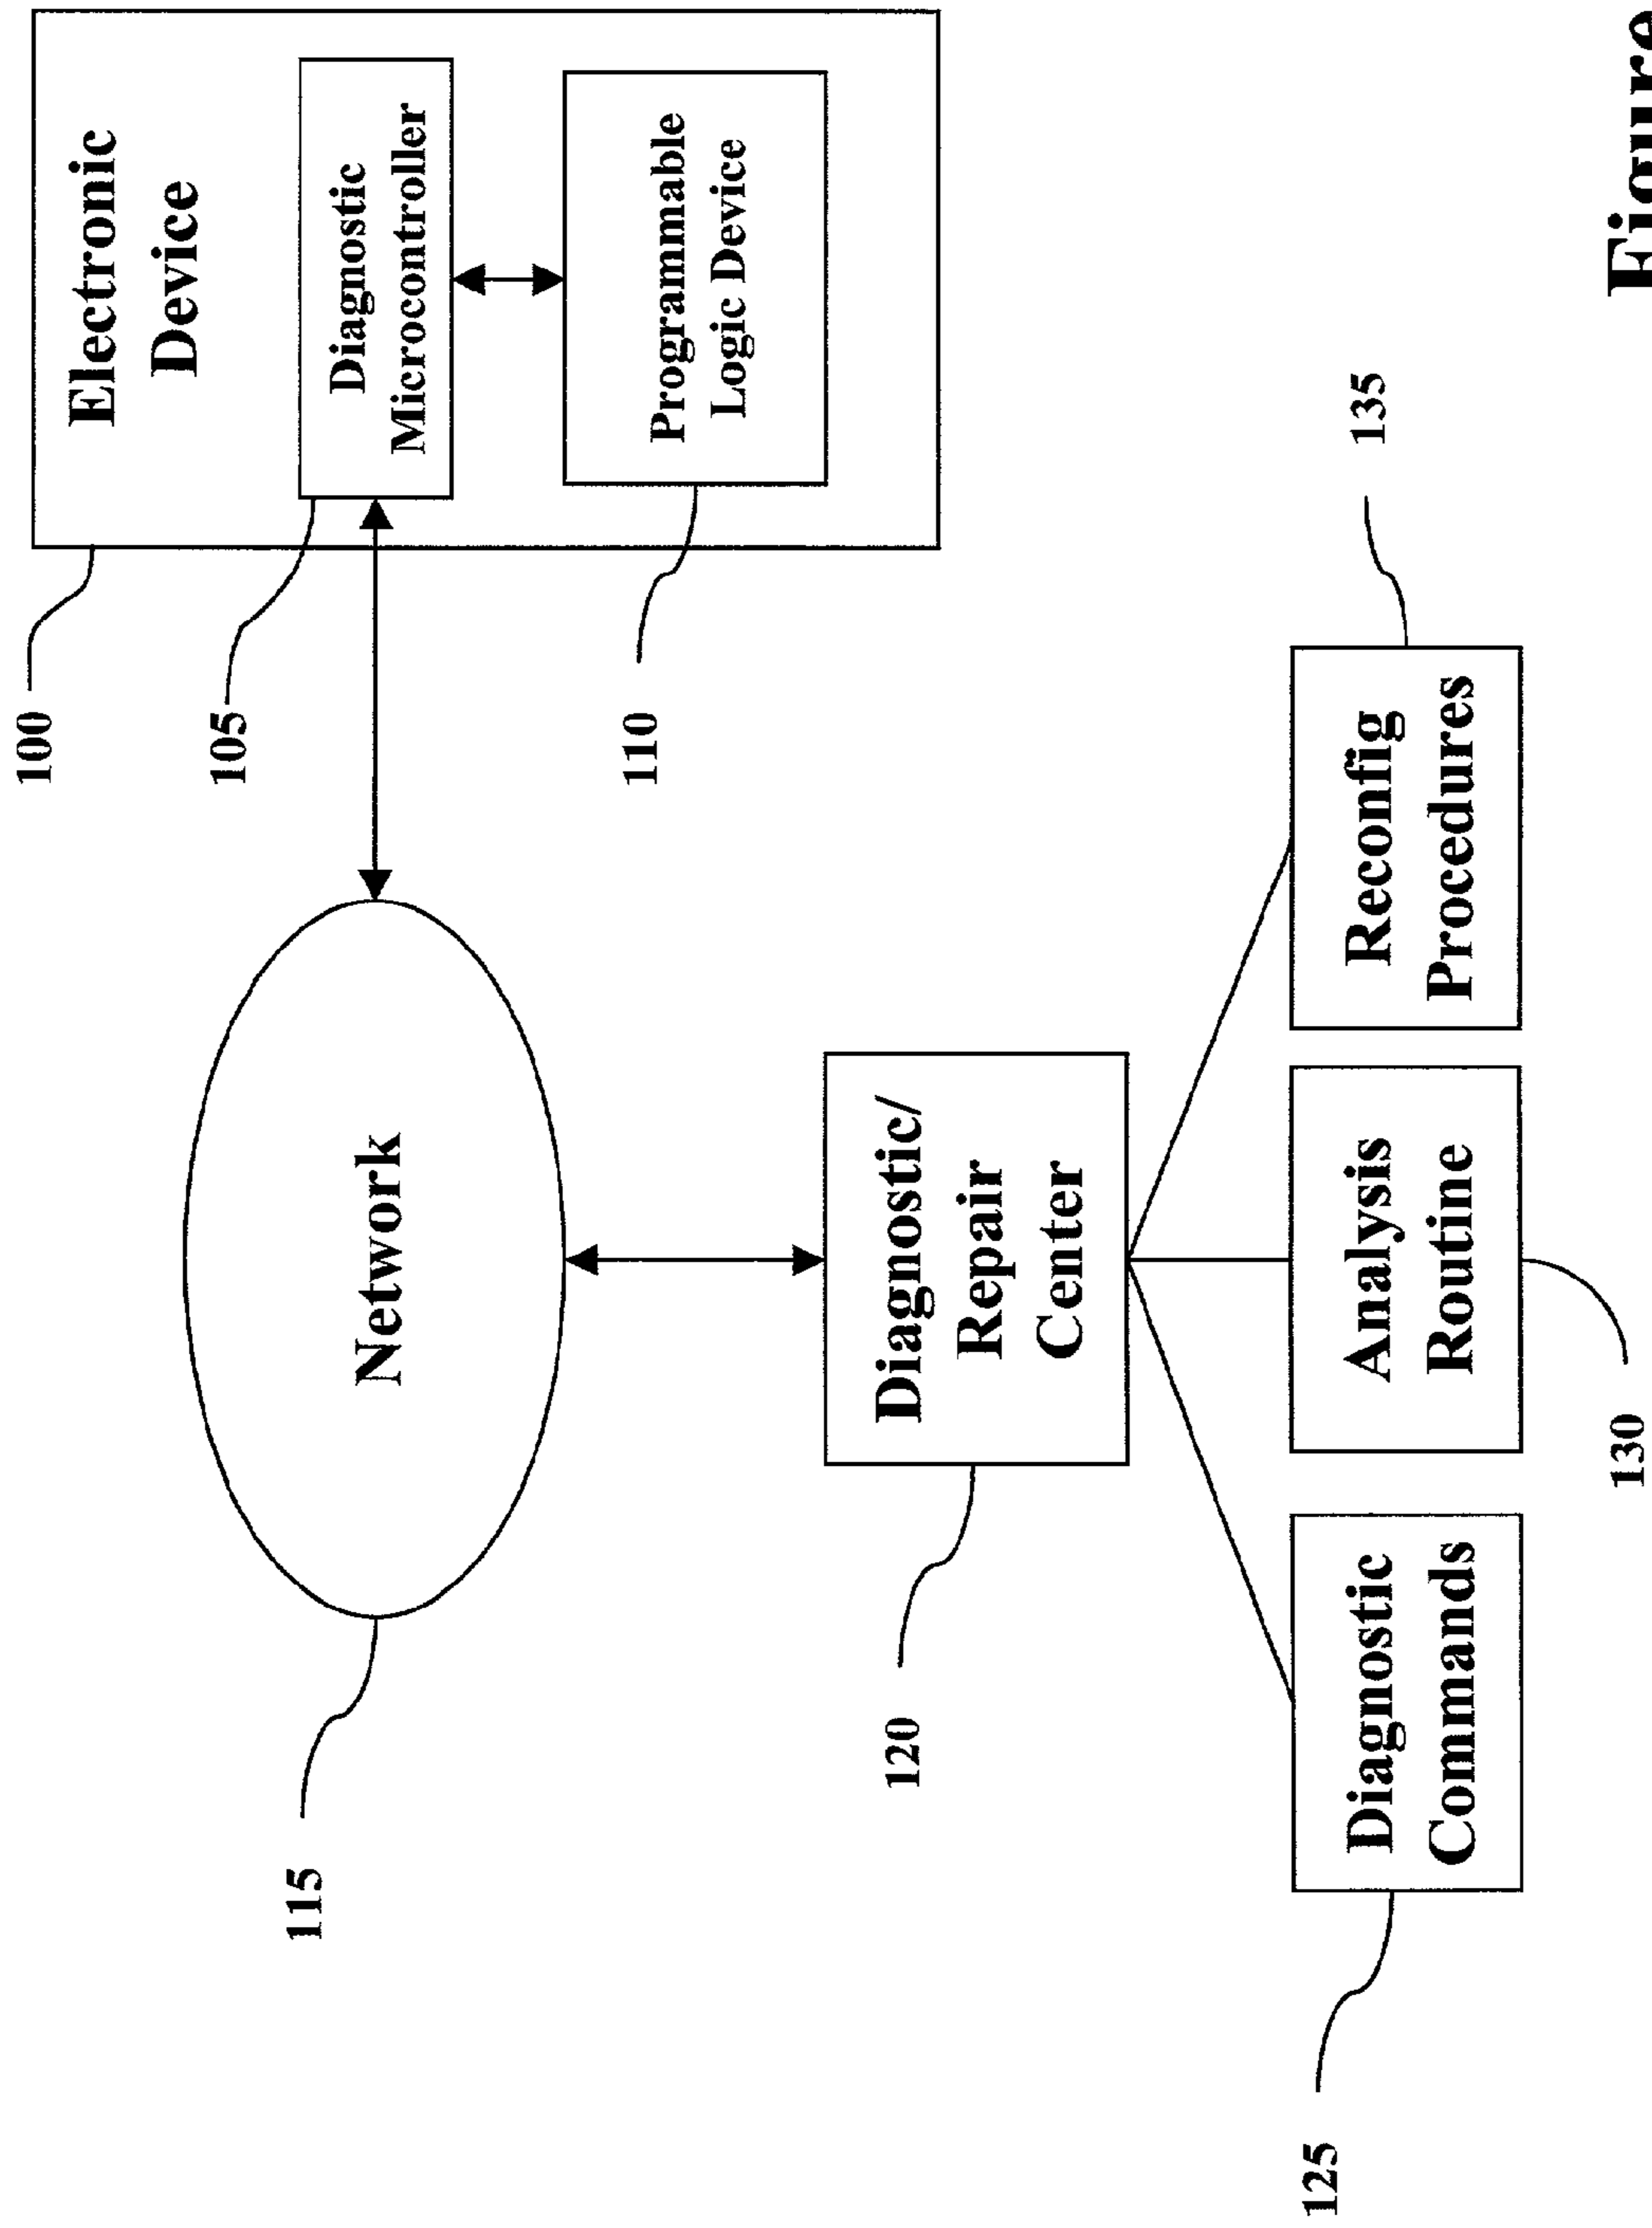 Electronic
Device
Diagnostic
Microcontroller
Programmable
Logic Device
100
105
110
Network
115
Diagnostic/
Repair
Center
120
Diagnostic
Commands
Analysis
Routine
Reconfig
Procedures
125
130
135
Figure